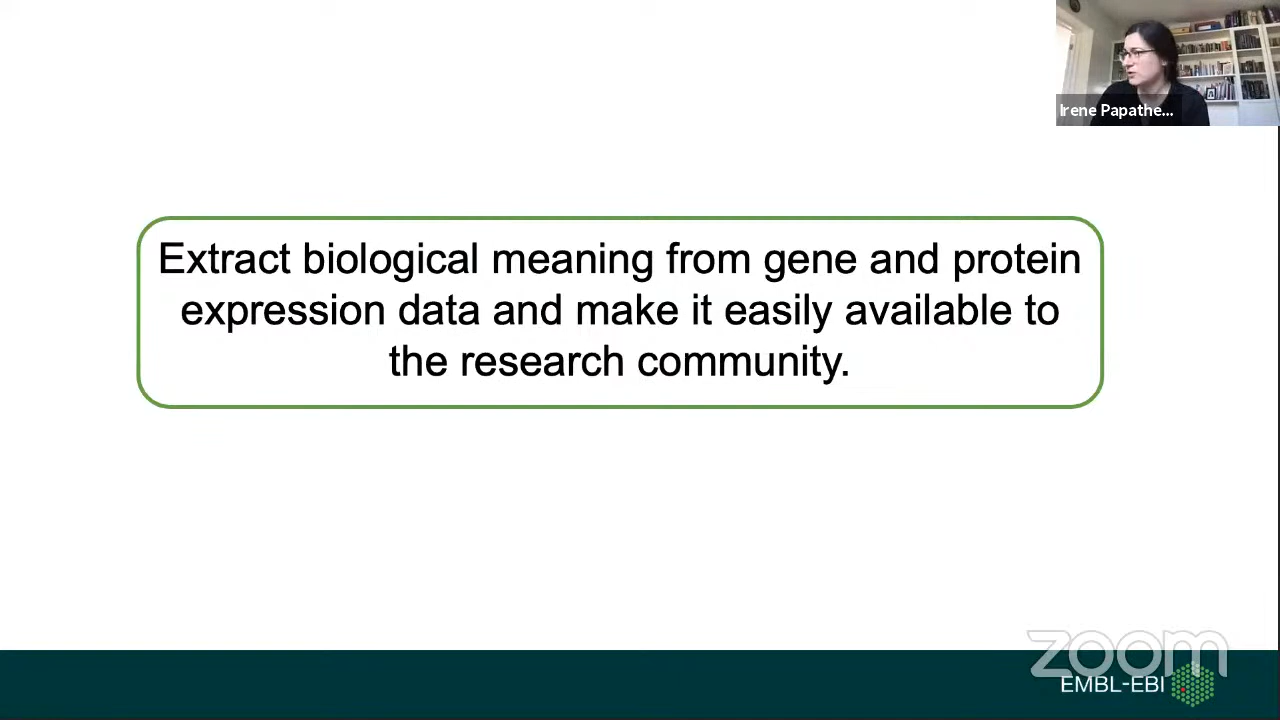 Irene Papathe...
Extract biological meaning from gene and protein
expression data and make it easily available to
the research community.
zoom
EMBL-EBI